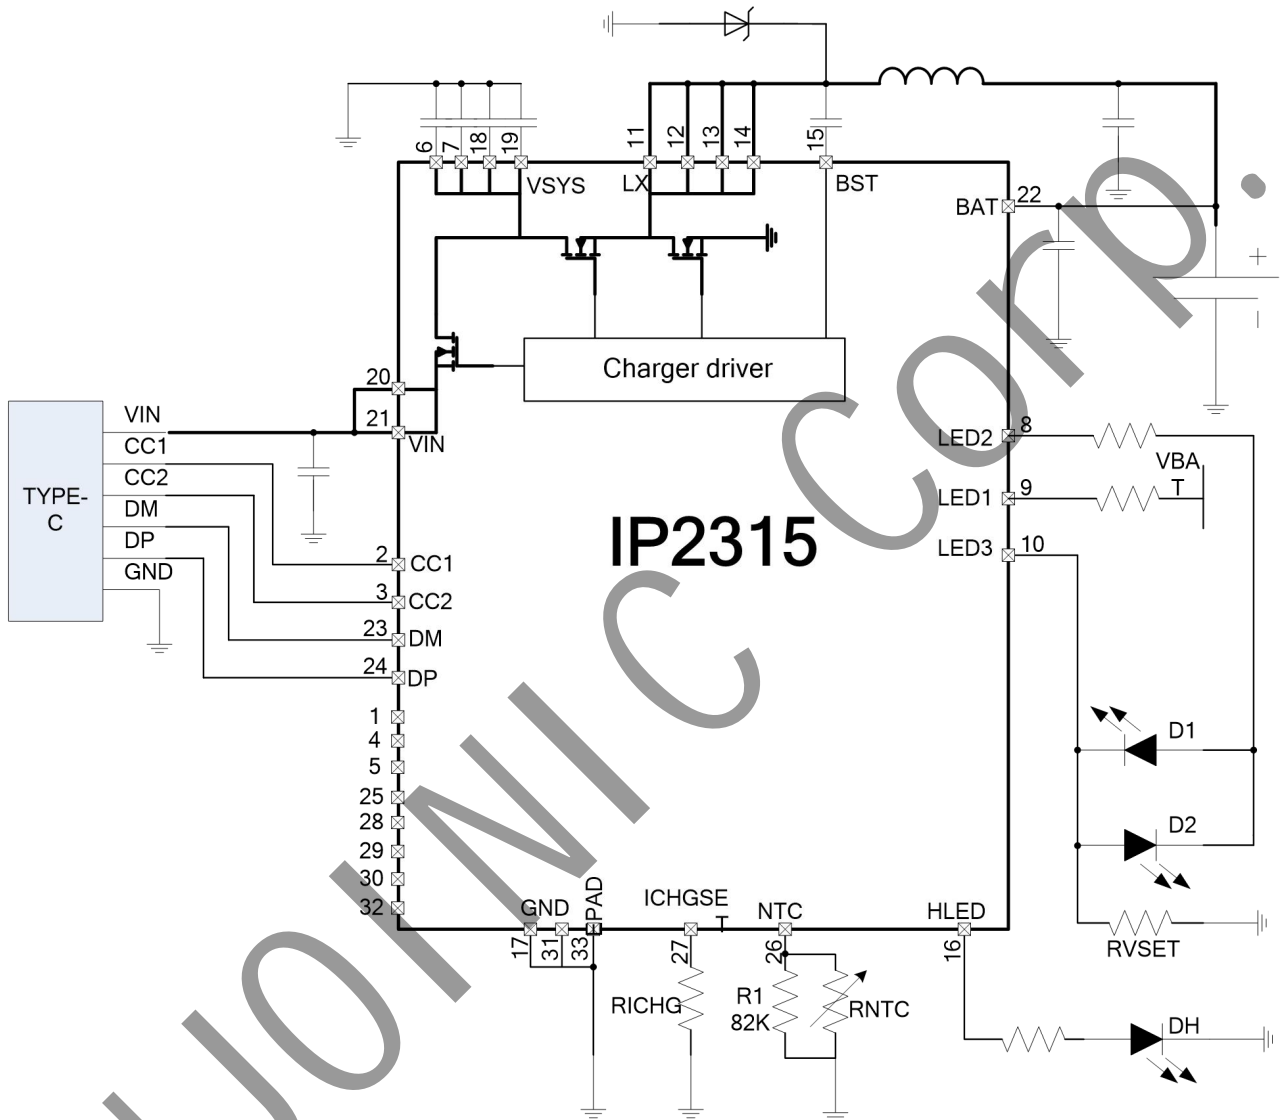 6
7
18
19
11
12
13
14
15
VSYS
LX
BST
BAT
22
+
Charger driver
20
21
VIN
VIN
CC1
CC2
DM
DP
GND
TYPE-
C
LED2
8
VBA
T
LED1
9
LED3
10
IP2315
2
CC1
3
CC2
23
DM
24
DP
1
4
5
25
28
29
30
32
D1
D2
RVSET
GND
PAD
ICHGSE
T
NTC
HLED
17
31
33
27
26
16
RICHG
R1
82K
RNTC
DH
JONIC Corp.